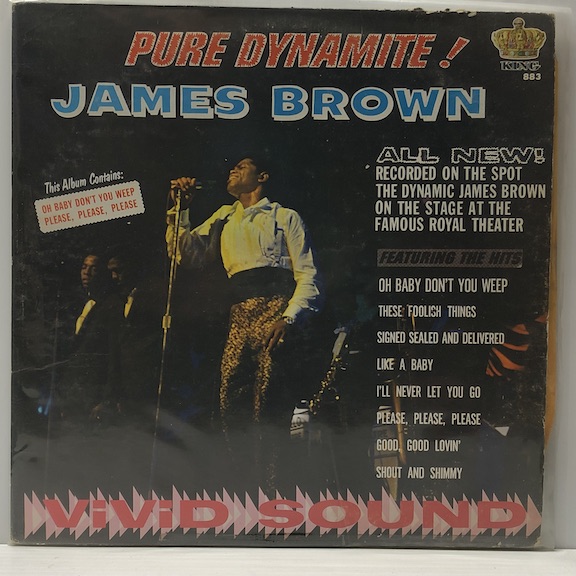 PURE DYNAMITE!
KING
883
JAMES BROWN
ALL NEW!
RECORDED ON THE SPOT
THE DYNAMIC JAMES BROWN
ON THE STAGE AT THE
FAMOUS ROYAL THEATER
This Album Contains:
OH BABY DON'T YOU WEEP
PLEASE, PLEASE, PLEASE
FEATURING THE HITS
OH BABY DON'T YOU WEEP
THESE FOOLISH THINGS
SIGNED SEALED AND DELIVERED
LIKE A BABY
I'LL NEVER LET YOU GO
PLEASE, PLEASE, PLEASE
GOOD, GOOD LOVIN'
SHOUT AND SHIMMY
ViViD SOUND